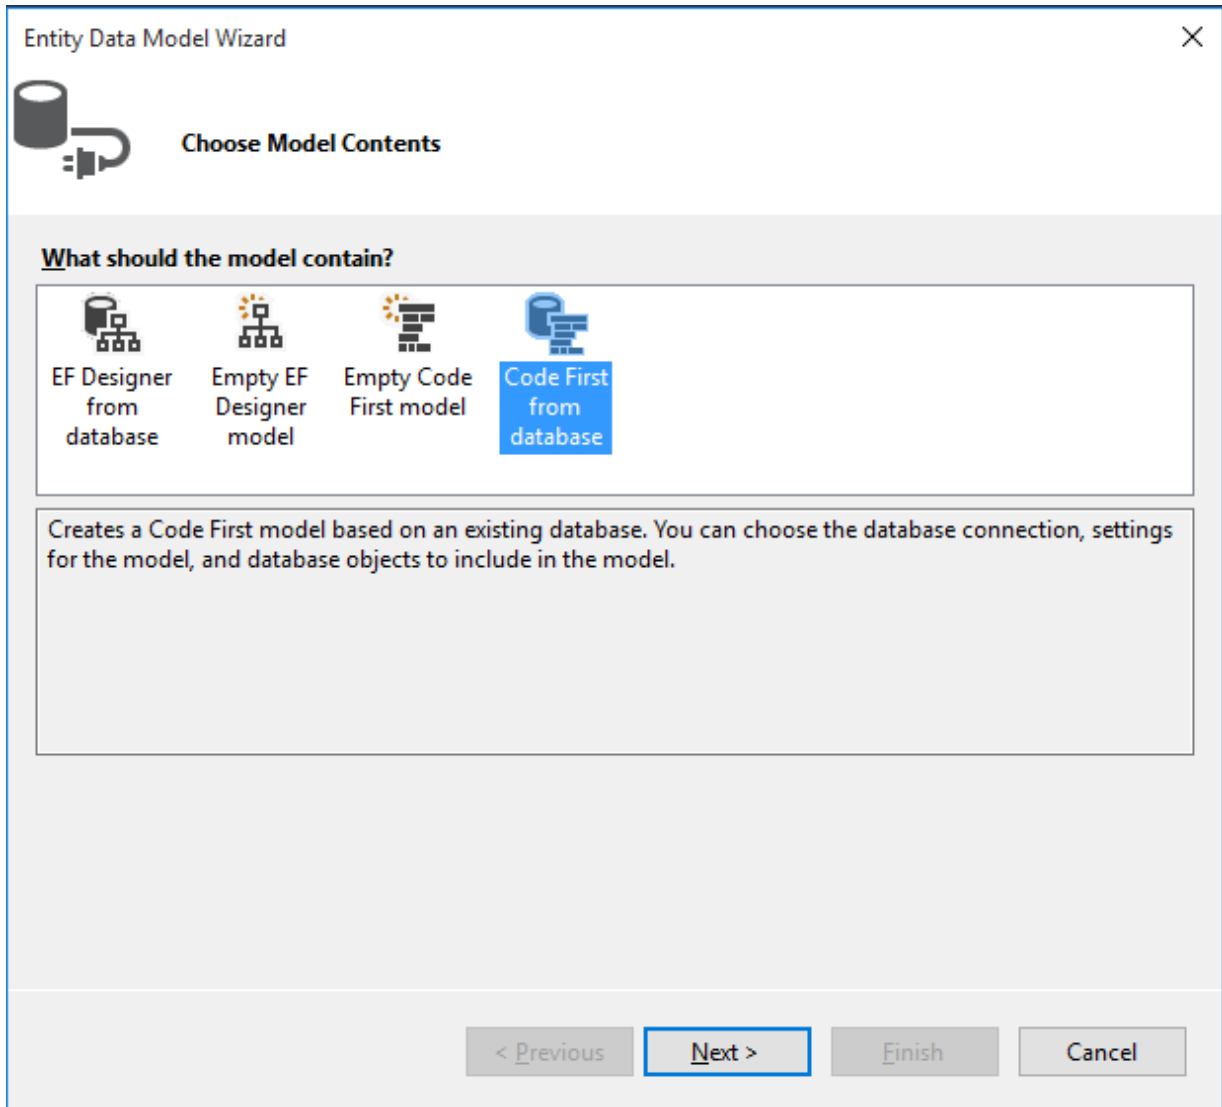 Entity Data Model Wizard
Choose Model Contents
What should the model contain?
EF Designer
from
database
Empty EF
Designer
model
Empty Code
First model
Code First
from
database
Creates a Code First model based on an existing database. You can choose the database connection, settings
for the model, and database objects to include in the model.
< Previous
Next >
Finish
Cancel